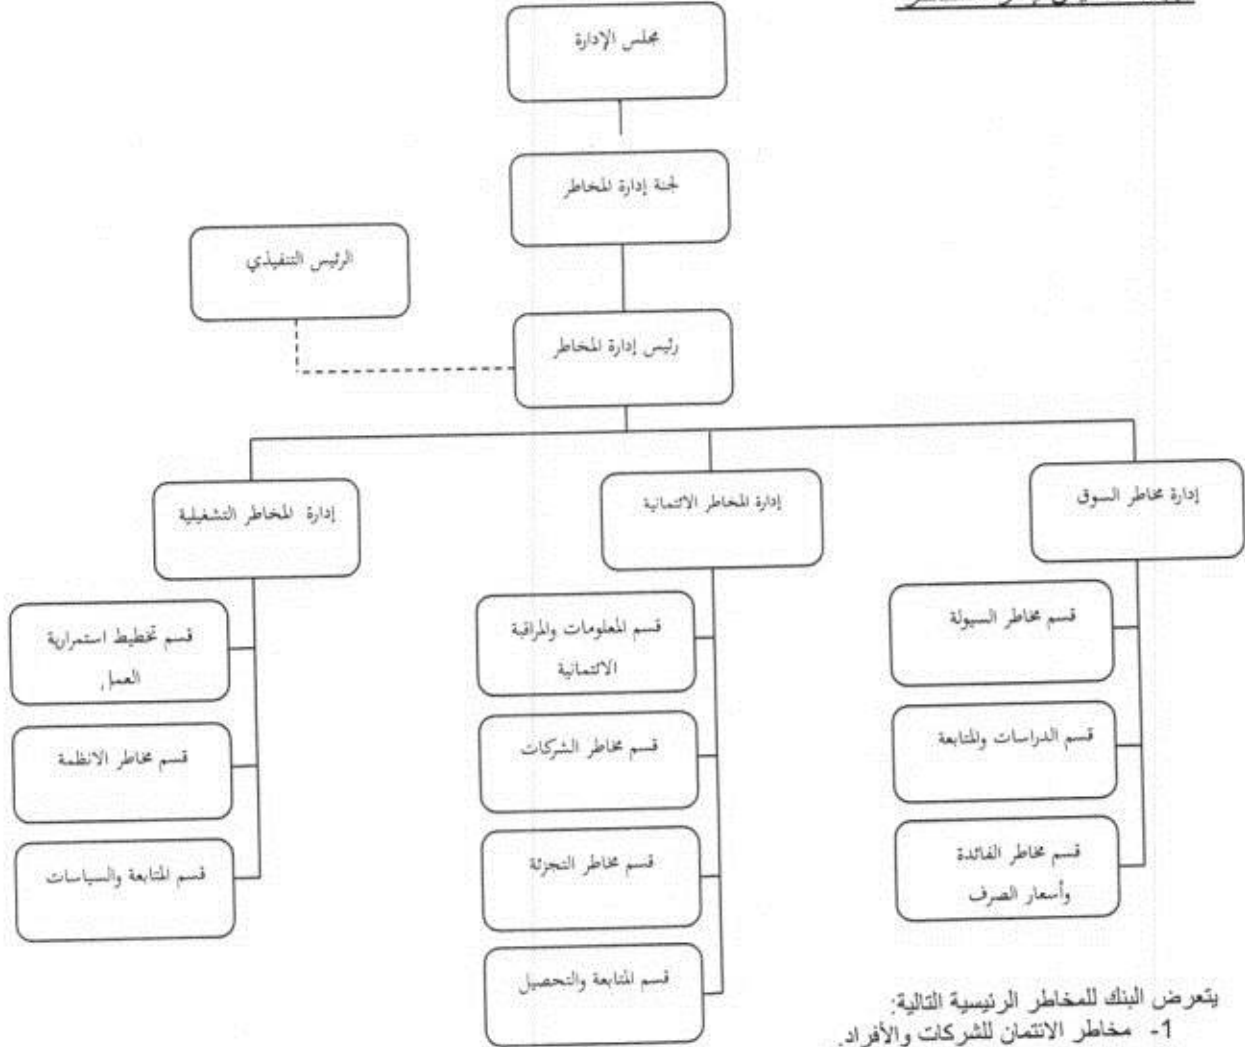 مجلس الإدارة
لجنة إدارة المخاطر
الرئيس التنفيذي
رئيس إدارة المخاطر
إدارة مخاطر السوق
إدارة المخاطر الائتمانية
إدارة المخاطر التشغيلية
قسم مخاطر السيولة
قسم الدراسات والمتابعة
قسم مخاطر الفائدة
وأسعار الصرف
قسم المعلومات والمراقبة
الائتمانية
قسم مخاطر الشركات
قسم مخاطر التجزئة
قسم المتابعة والتحصيل
قسم تخطيط استمرارية
العمل
قسم مخاطر الانظمة
قسم المتابعة والسياسات
يتعرض البنك للمخاطر الرئيسية التالية:
1- مخاطر الائتمان للشركات والأفراد.